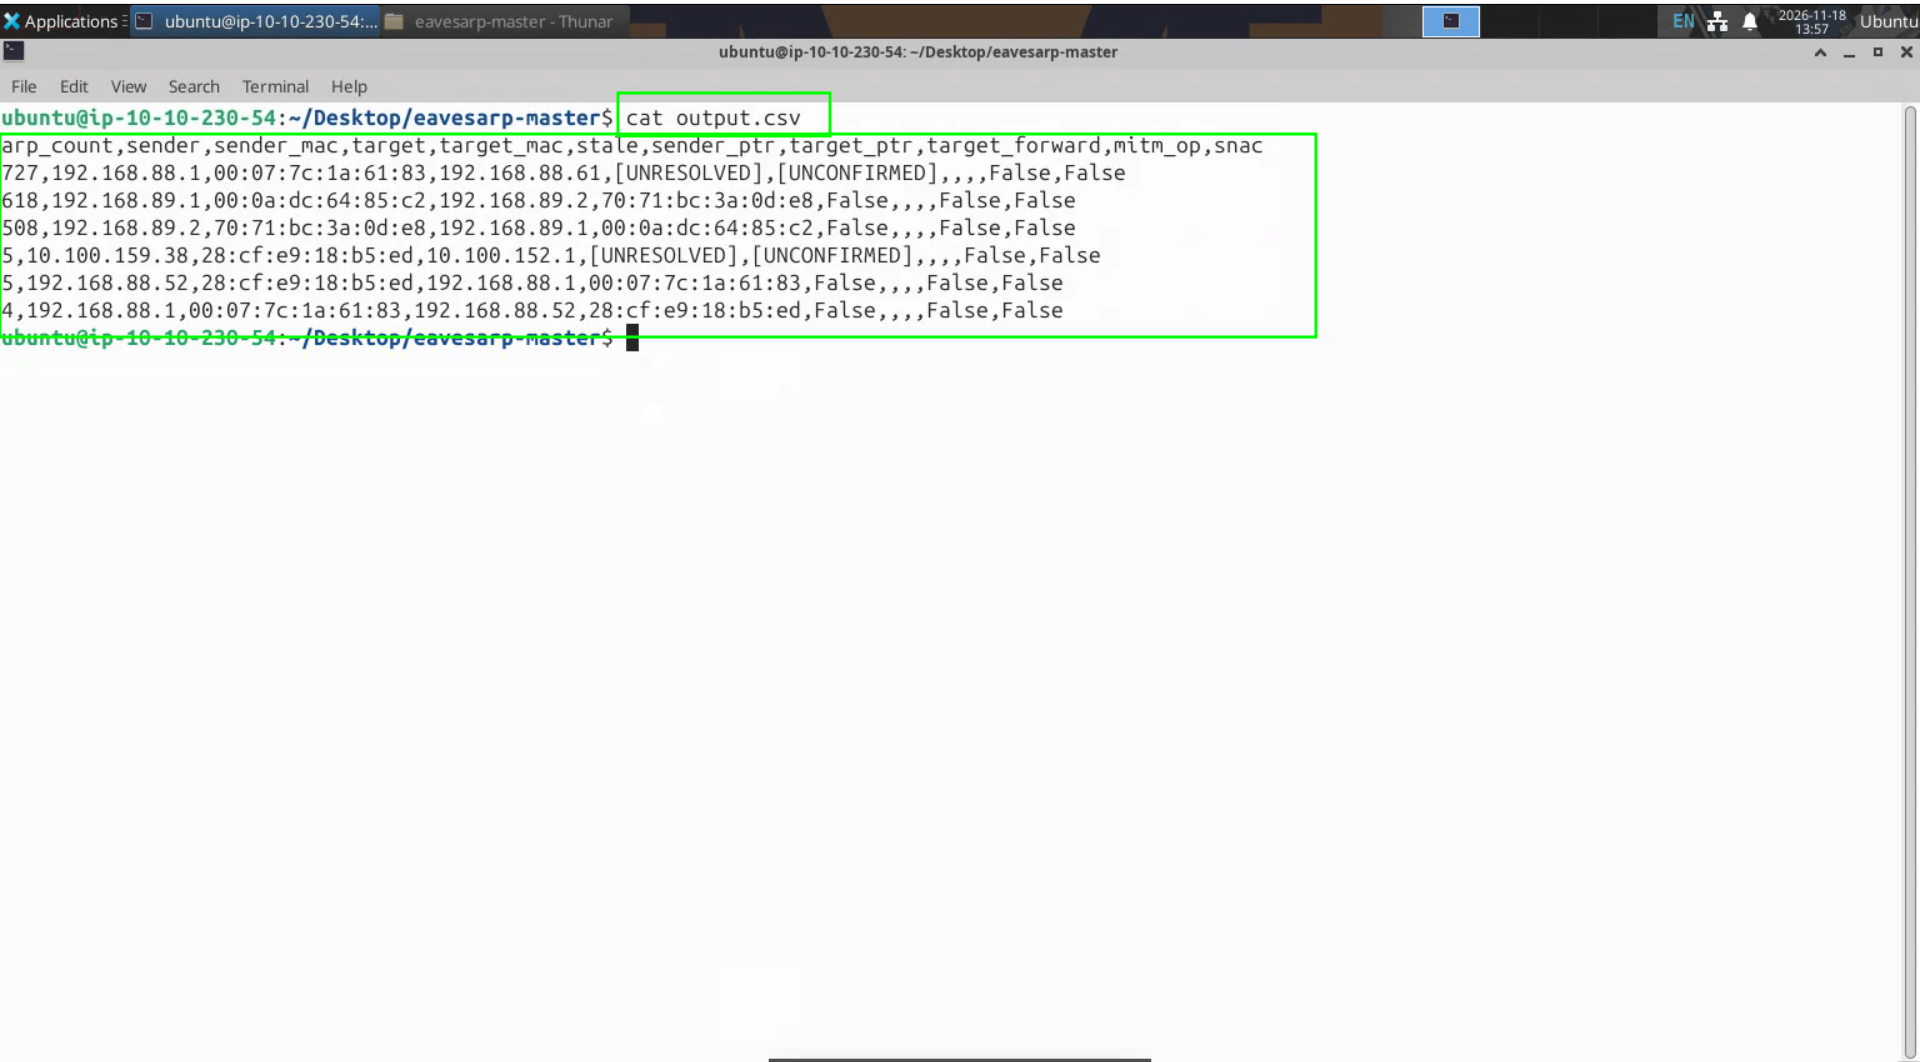 Applications ubuntu@ip-10-10-230-54:... eavesarp-master - Thunar EN 2026-11-18 13:57 Ubuntu
ubuntu@ip-10-10-230-54: ~/Desktop/eavesarp-master
File Edit View Search Terminal Help
ubuntu@ip-10-10-230-54:~/Desktop/eavesarp-master$ cat output.csv
arp_count,sender,sender_mac,target,target_mac,stale,sender_ptr,target_ptr,target_forward,mitm_op,snac
727,192.168.88.1,00:07:7c:1a:61:83,192.168.88.61,[UNRESOLVED],[UNCONFIRMED],,,,False,False
618,192.168.89.1,00:0a:dc:64:85:c2,192.168.89.2,70:71:bc:3a:0d:e8,False,,,,False,False
508,192.168.89.2,70:71:bc:3a:0d:e8,192.168.89.1,00:0a:dc:64:85:c2,False,,,,False,False
5,10.100.159.38,28:cf:e9:18:b5:ed,10.100.152.1,[UNRESOLVED],[UNCONFIRMED],,,,False,False
5,192.168.88.52,28:cf:e9:18:b5:ed,192.168.88.1,00:07:7c:1a:61:83,False,,,,False,False
4,192.168.88.1,00:07:7c:1a:61:83,192.168.88.52,28:cf:e9:18:b5:ed,False,,,,False,False
ubuntu@ip-10-10-230-54:~/Desktop/eavesarp-master$